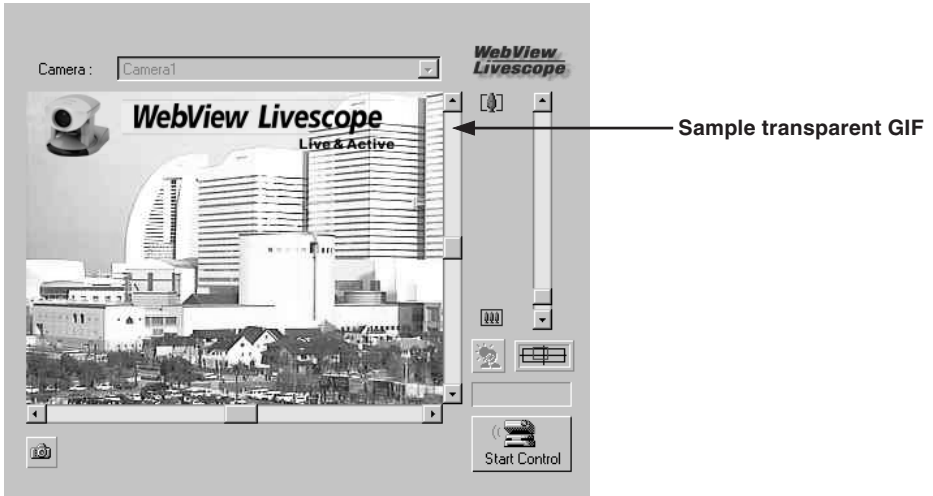 WebView
Livescope
Camera :
Camera1
WebView Livescope
Live & Active
Sample transparent GIF
Start Control